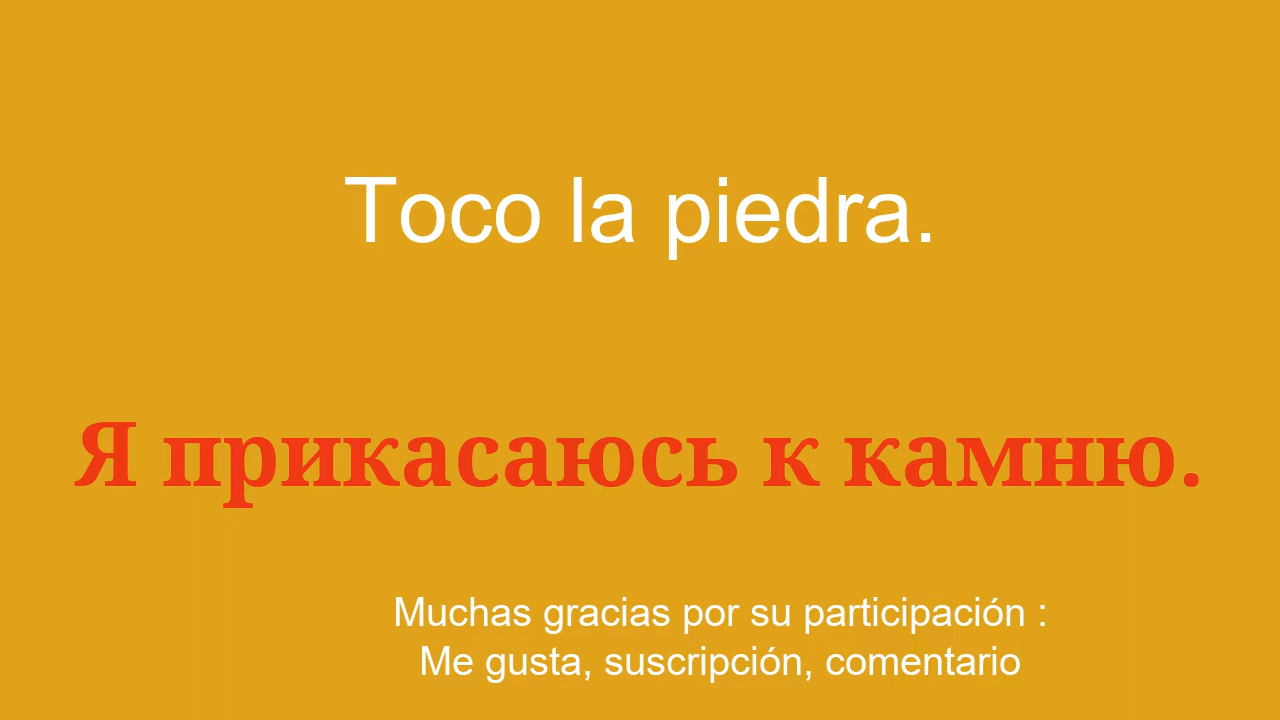 Toco la piedra.
Я прикасаюсь к камню.
Muchas gracias por su participación :
Me gusta, suscripción, comentario